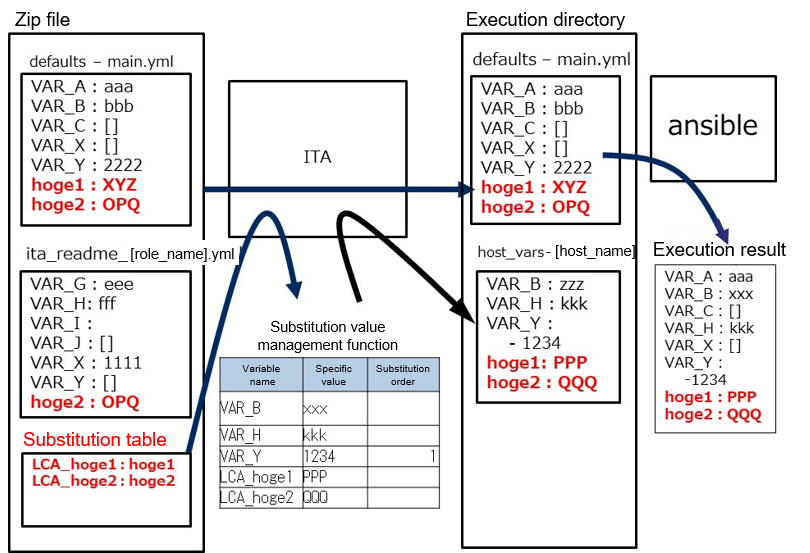 Zip file
defaults – main.yml
VAR_A : aaa
VAR_B : bbb
VAR_C : []
VAR_X : []
VAR_Y : 2222
hoge1 : XYZ
hoge2 : OPQ
ita_readme_[role_name].yml
VAR_G : eee
VAR_H: fff
VAR_I :
VAR_J : []
VAR_X : 1111
VAR_Y : []
hoge2 : OPQ
Substitution table
LCA_hoge1 : hoge1
LCA_hoge2 : hoge2
ITA
Substitution value
management function
Variable name Specific value Substitution order
VAR_B xxx
VAR_H kkk
VAR_Y 1234 1
LCA_hoge1 PPP
LCA_hoge2 QQQ
Execution directory
defaults – main.yml
VAR_A : aaa
VAR_B : bbb
VAR_C : []
VAR_X : []
VAR_Y : 2222
hoge1 : XYZ
hoge2 : OPQ
host_vars- [host_name]
VAR_B : zzz
VAR_H : kkk
VAR_Y :
- 1234
hoge1: PPP
hoge2 : QQQ
ansible
Execution result
VAR_A : aaa
VAR_B : xxx
VAR_C : []
VAR_H : kkk
VAR_X : []
VAR_Y :
-1234
hoge1 : PPP
hoge2 : QQQ